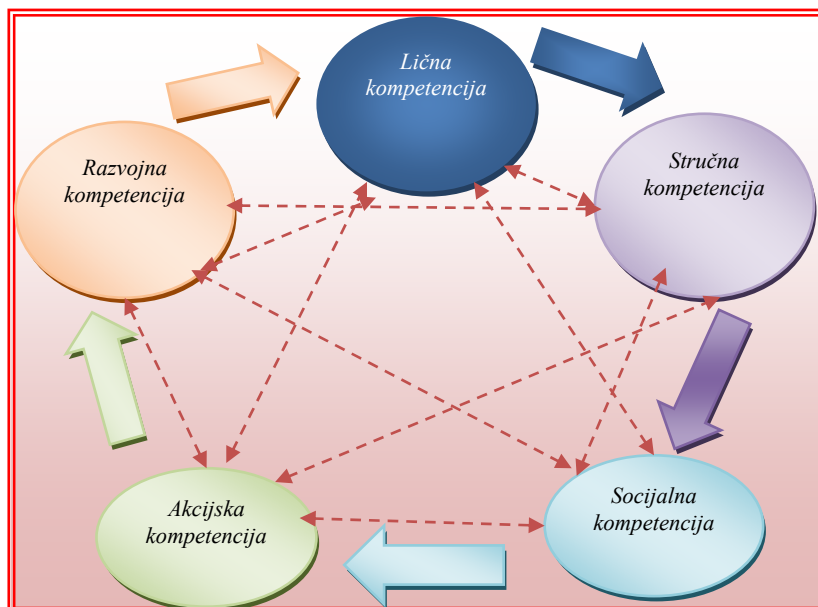 Lična
kompetencija
Stručna
kompetencija
Socijalna
kompetencija
Akcijska
kompetencija
Razvojna
kompetencija